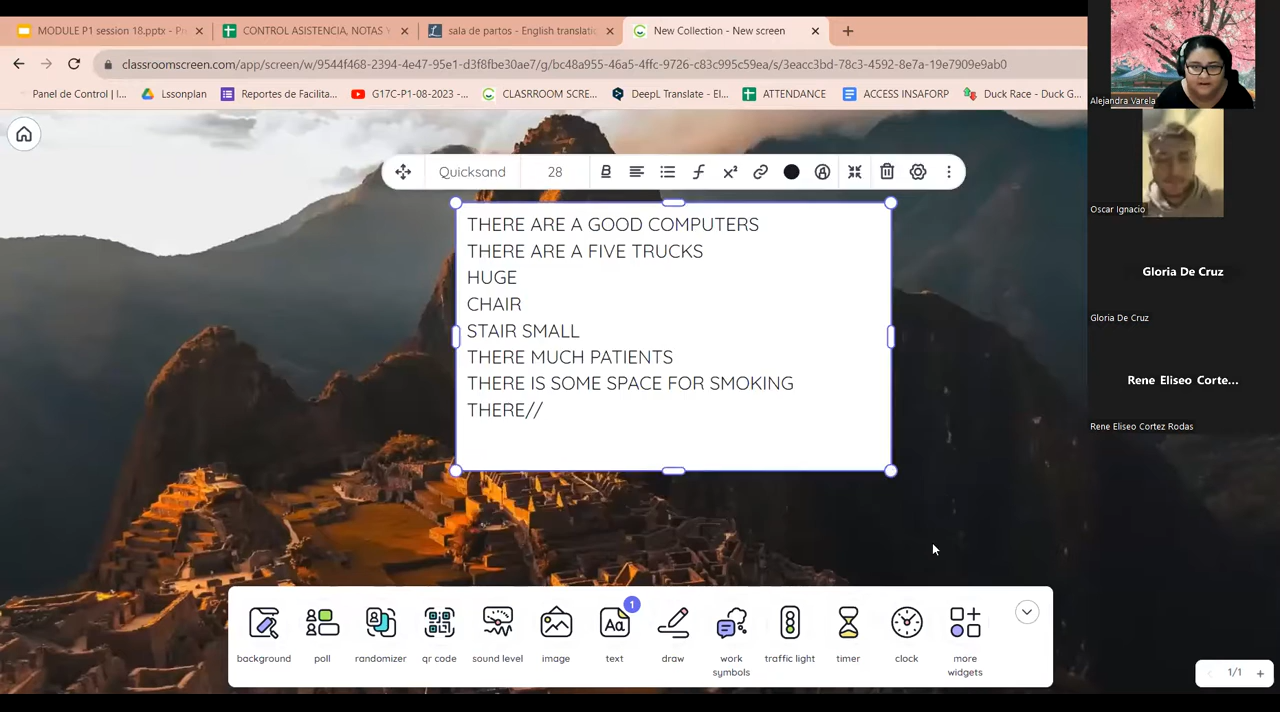 MODULE P1 session 18.pptx - Pr
CONTROL ASISTENCIA, NOTAS Y
sala de partos - English translatio
New Collection - New screen
classroomscreen.com/app/screen/w/9544f468-2394-4e47-95e1-d3f8fbe30ae7/g/bc48a955-46a5-4ffc-9726-c83c995c59ea/s/3eacc3bd-78c3-4592-8e7a-19e7909e9ab0
Panel de Control | I...
Lssonplan
Reportes de Facilita...
G17C-P1-08-2023 -...
CLASSROOM SCRE...
DeepL Translate - El...
ATTENDANCE
ACCESS INSAFORP
Duck Race - Duck G...
Quicksand
28
THERE ARE A GOOD COMPUTERS
THERE ARE A FIVE TRUCKS
HUGE
CHAIR
STAIR SMALL
THERE MUCH PATIENTS
THERE IS SOME SPACE FOR SMOKING
THERE//
Alejandra Varela
Oscar Ignacio
Gloria De Cruz
Gloria De Cruz
Rene Eliseo Corte...
Rene Eliseo Cortez Rodas
1
background
poll
randomizer
qr code
sound level
image
text
draw
work symbols
traffic light
timer
clock
more widgets
1/1